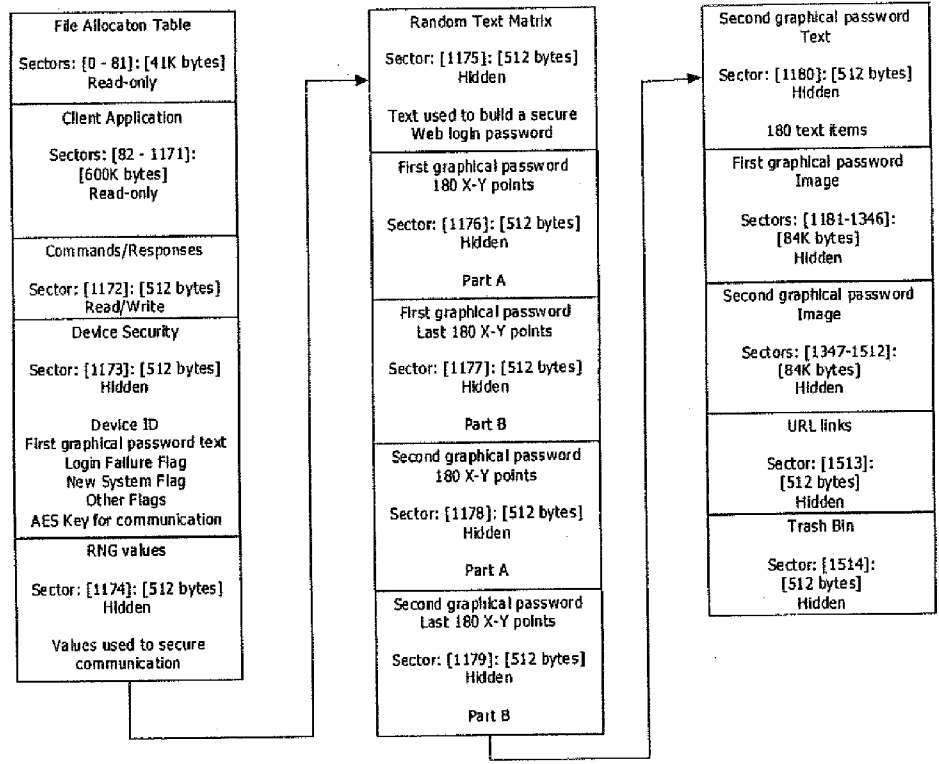 File Allocaton Table
Sectors: [0 - 81]: [41K bytes]
Read-only
Client Application
Sectors: [82 - 1171]:
[600K bytes]
Read-only
Commands/Responses
Sector: [1172]: [512 bytes]
Read/Write
Device Security
Sector: [1173]: [512 bytes]
Hidden
Device ID
First graphical password text
Login Failure Flag
New System Flag
Other Flags
AES Key for communication
RNG values
Sector: [1174]: [512 bytes]
Hidden
Values used to secure
communication
Random Text Matrix
Sector: [1175]: [512 bytes]
Hidden
Text used to build a secure
Web login password
First graphical password
180 X-Y points
Sector: [1176]: [512 bytes]
Hidden
Part A
First graphical password
Last 180 X-Y points
Sector: [1177]: [512 bytes]
Hidden
Part B
Second graphical password
180 X-Y points
Sector: [1178]: [512 bytes]
Hidden
Part A
Second graphical password
Last 180 X-Y points
Sector: [1179]: [512 bytes]
Hidden
Part B
Second graphical password
Text
Sector: [1180]: [512 bytes]
Hidden
180 text items
First graphical password
Image
Sectors: [1181-1346]:
[84K bytes]
Hidden
Second graphical password
Image
Sectors: [1347-1512]:
[84K bytes]
Hidden
URL links
Sector: [1513]:
[512 bytes]
Hidden
Trash Bin
Sector: [1514]:
[512 bytes]
Hidden